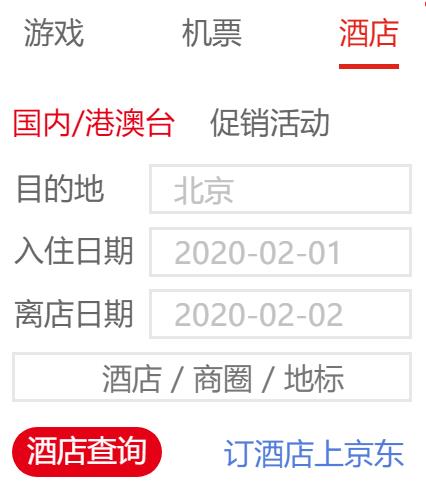 游戏 机票 酒店
国内/港澳台 促销活动
目的地 北京
入住日期 2020-02-01
离店日期 2020-02-02
酒店 / 商圈 / 地标
酒店查询 订酒店上京东